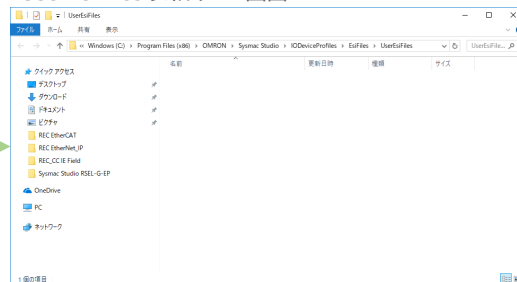 UserEsiFiles
ファイル ホーム 共有 表示
« Windows (C:) › Program Files (x86) › OMRON › Sysmac Studio › IODeviceProfiles › EsiFiles › UserEsiFiles
UserEsiFile...
名前 更新日時 種類 サイズ
クイック アクセス
デスクトップ
ダウンロード
ドキュメント
ピクチャ
REC EtherCAT
REC EtherNet_IP
REC_CC IE Field
Sysmac Studio RSEL-G-EP
OneDrive
PC
ネットワーク
1 個の項目